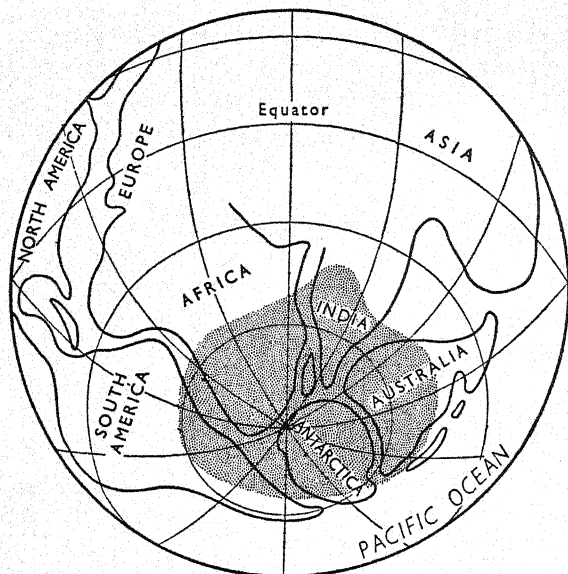 Equator
ASIA
NORTH AMERICA
EUROPE
AFRICA
INDIA
SOUTH
AMERICA
AUSTRALIA
ANTARCTICA
PACIFIC OCEAN